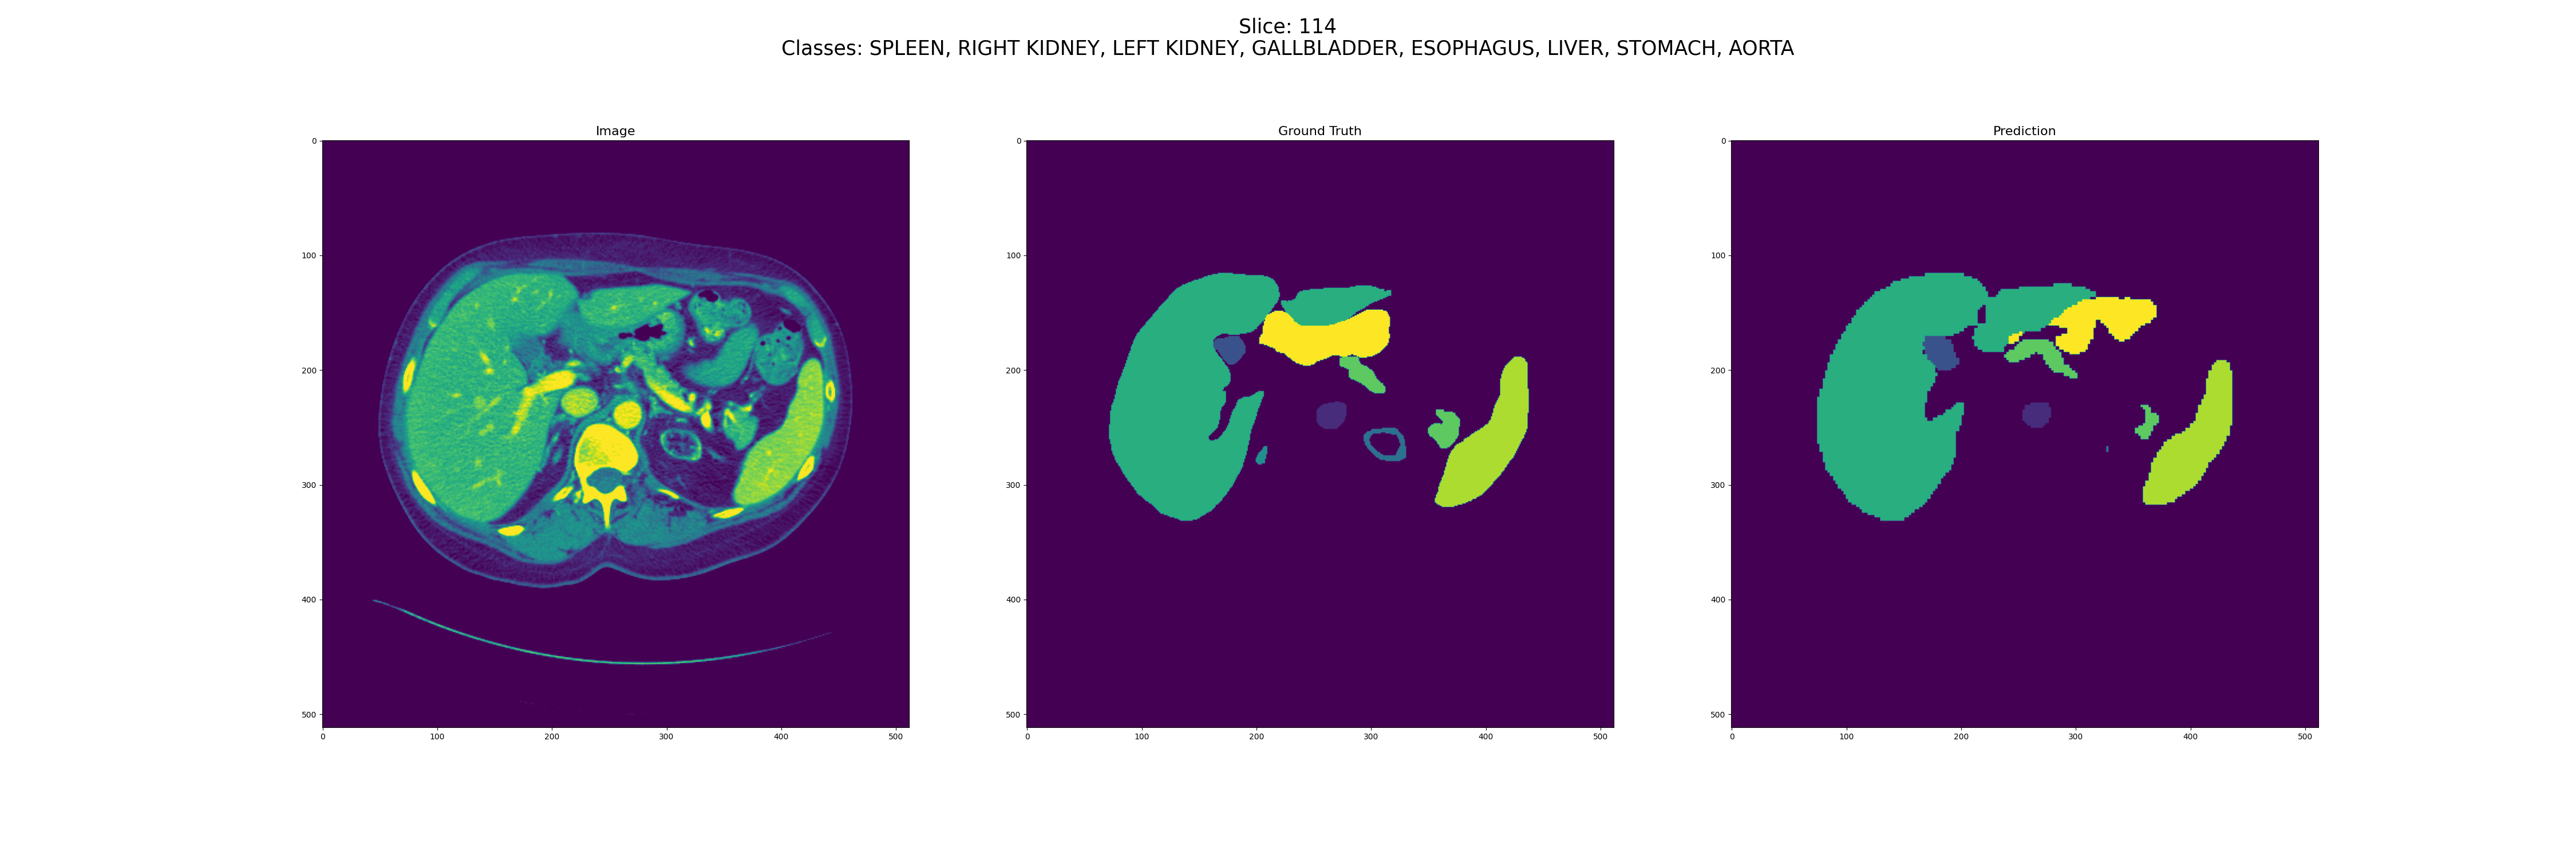 Slice: 114
Classes: SPLEEN, RIGHT KIDNEY, LEFT KIDNEY, GALLBLADDER, ESOPHAGUS, LIVER, STOMACH, AORTA
Image
0
100
200
300
400
500
0 100 200 300 400 500
Ground Truth
0
100
200
300
400
500
0 100 200 300 400 500
Prediction
0
100
200
300
400
500
0 100 200 300 400 500